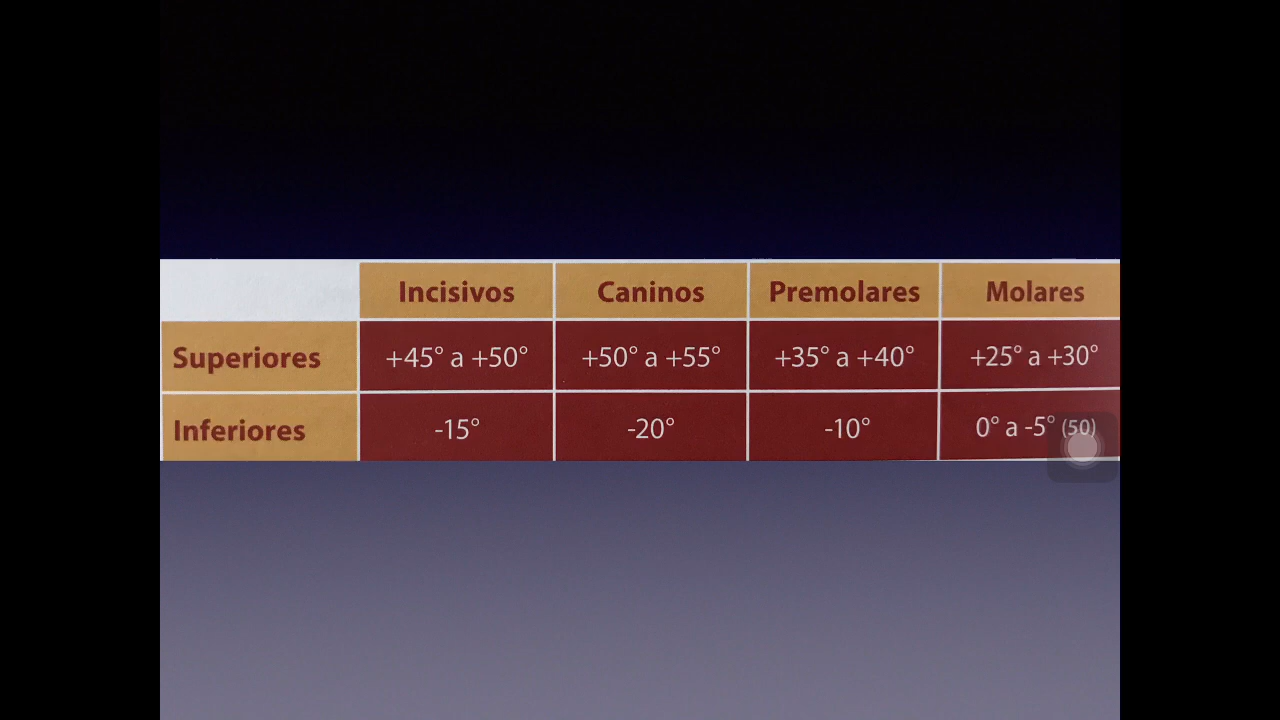 Incisivos Caninos Premolares Molares
Superiores +45° a +50° +50° a +55° +35° a +40° +25° a +30°
Inferiores -15° -20° -10° 0° a -5° (50)